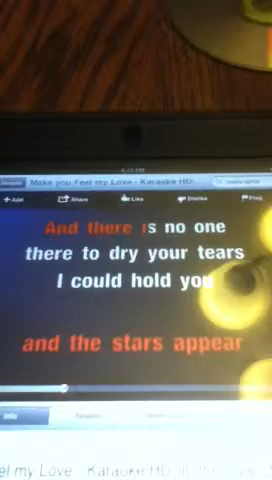 Make you Feel my Love - Karaoke HD
Add Share Like Dislike Flag
And there is no one
there to dry your tears
I could hold you
and the stars appear
Info
el my Love Karaoke HD